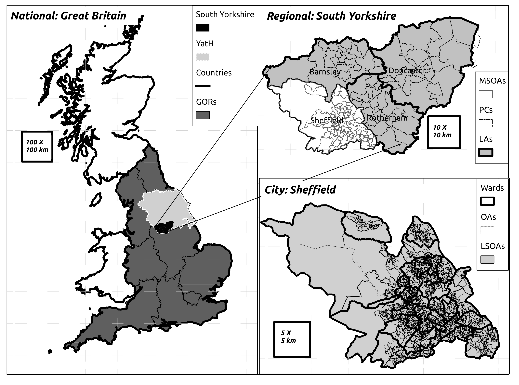 National: Great Britain
South Yorkshire
YatH
Countries
GORs
100 X
100 km
Regional: South Yorkshire
Barnsley
Doncaster
Sheffield
Rotherham
MSOAs
PCs
LAs
10 X
10 km
City: Sheffield
Wards
OAs
LSOAs
5 X
5 km